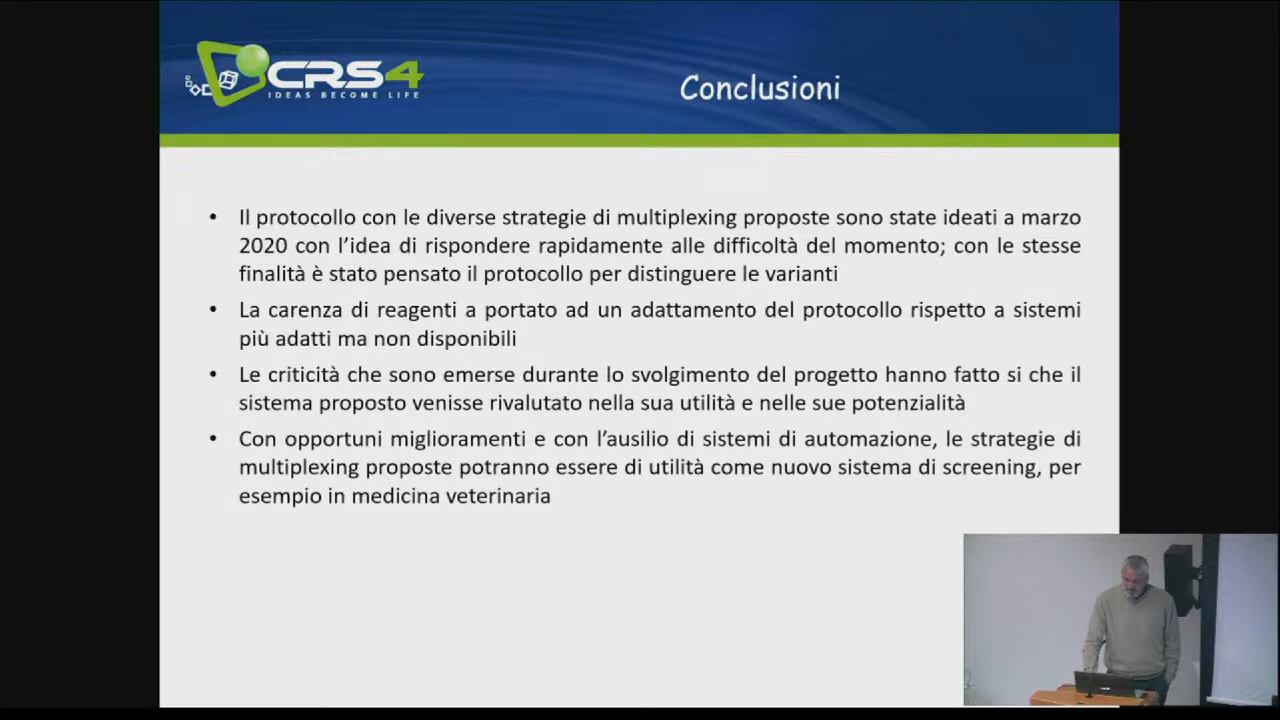 CRS4
IDEAS BECOME LIFE
Conclusioni
• Il protocollo con le diverse strategie di multiplexing proposte sono state ideati a marzo
2020 con l'idea di rispondere rapidamente alle difficoltà del momento; con le stesse
finalità è stato pensato il protocollo per distinguere le varianti
• La carenza di reagenti a portato ad un adattamento del protocollo rispetto a sistemi
più adatti ma non disponibili
• Le criticità che sono emerse durante lo svolgimento del progetto hanno fatto si che il
sistema proposto venisse rivalutato nella sua utilità e nelle sue potenzialità
• Con opportuni miglioramenti e con l'ausilio di sistemi di automazione, le strategie di
multiplexing proposte potranno essere di utilità come nuovo sistema di screening, per
esempio in medicina veterinaria